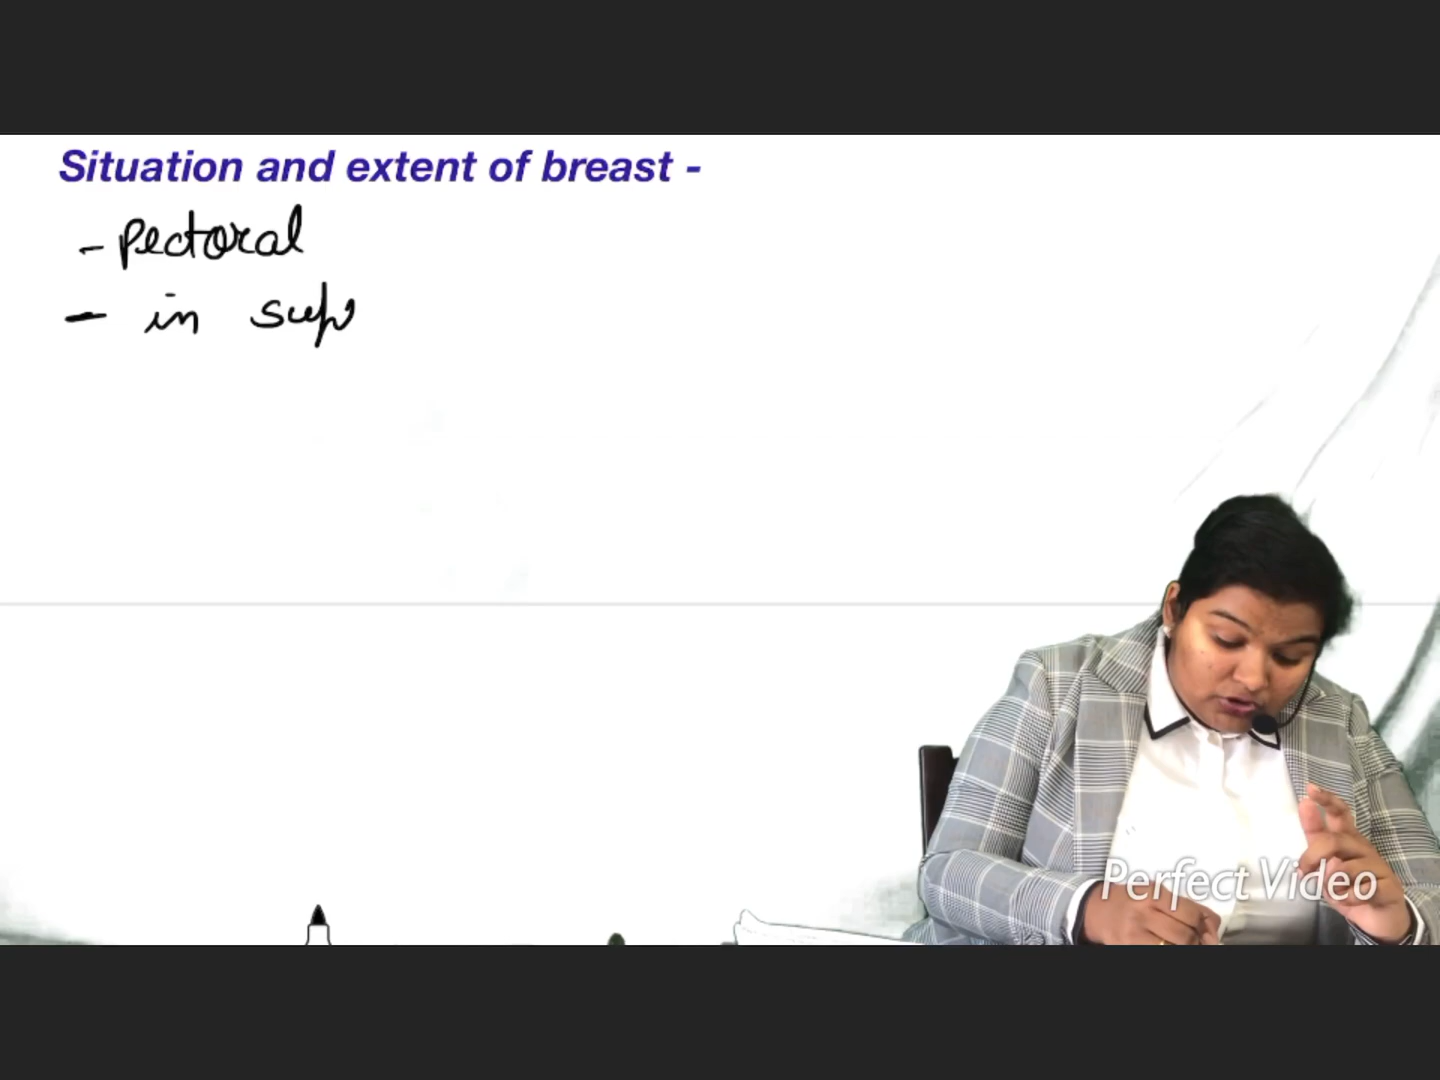 Situation and extent of breast -
- Pectoral
- in sup
Perfect Video